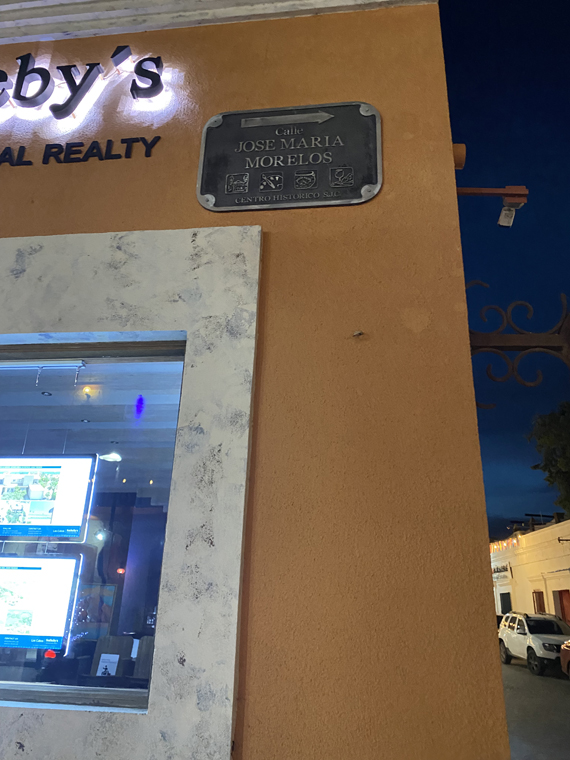 eby's
AL REALTY
Calle
JOSE MARIA
MORELOS
CENTRO HISTORICO S.J.